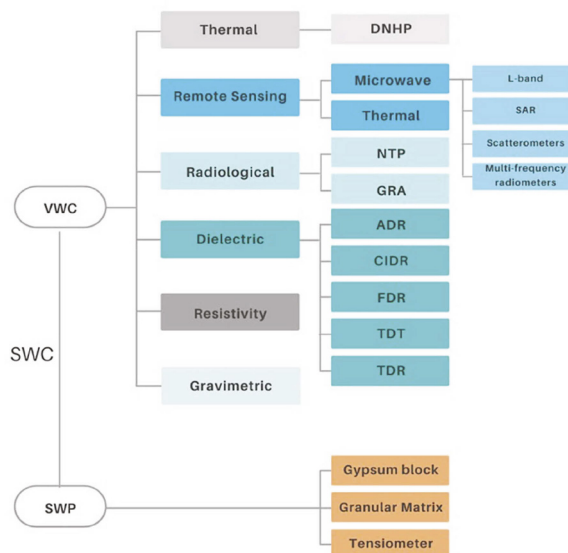 Thermal
DNHP
Remote Sensing
Microwave
L-band
Thermal
SAR
Scatterometers
Multi-frequency
radiometers
Radiological
NTP
GRA
VWC
Dielectric
ADR
CIDR
FDR
TDT
TDR
Resistivity
Gravimetric
SWC
SWP
Gypsum block
Granular Matrix
Tensiometer